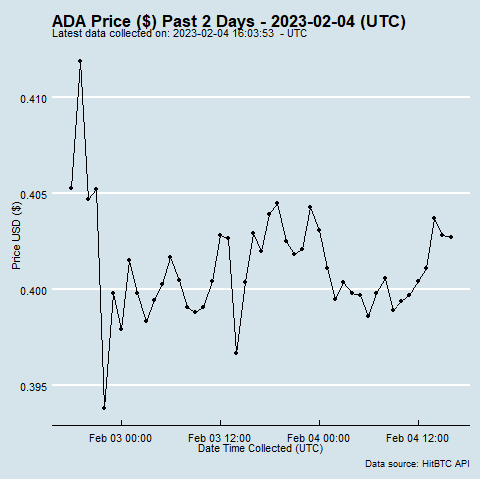 ADA Price ($) Past 2 Days - 2023-02-04 (UTC)
Latest data collected on: 2023-02-04 16:03:53 - UTC
0.410
0.405
0.400
0.395
Price USD ($)
Feb 03 00:00 Feb 03 12:00 Feb 04 00:00 Feb 04 12:00
Date Time Collected (UTC)
Data source: HitBTC API